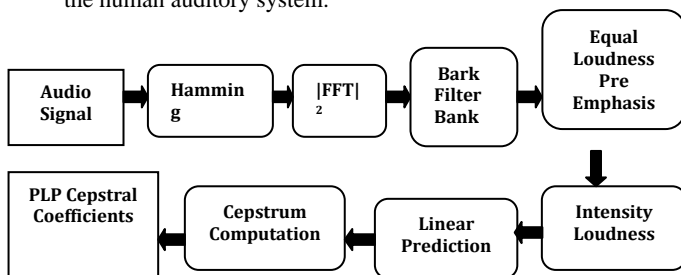 the human auditory system.
Audio
Signal
Hammin
g
|FFT|
2
Bark
Filter
Bank
Equal
Loudness
Pre
Emphasis
Intensity
Loudness
Linear
Prediction
Cepstrum
Computation
PLP Cepstral
Coefficients